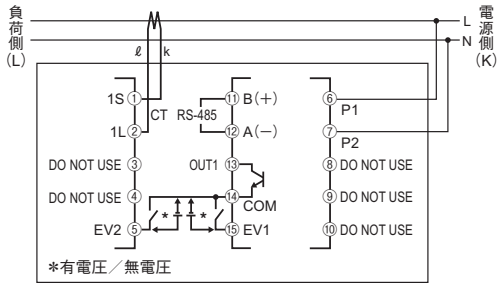 負荷側(L)
電源側(K)
L
N
ℓ k
1S ①
CT
1L ②
DO NOT USE ③
DO NOT USE ④
EV2 ⑤
RS-485
⑪ B(+)
⑫ A(−)
OUT1 ⑬
⑭ COM
⑮ EV1
* *
⑥ P1
⑦ P2
⑧ DO NOT USE
⑨ DO NOT USE
⑩ DO NOT USE
*有電圧/無電圧